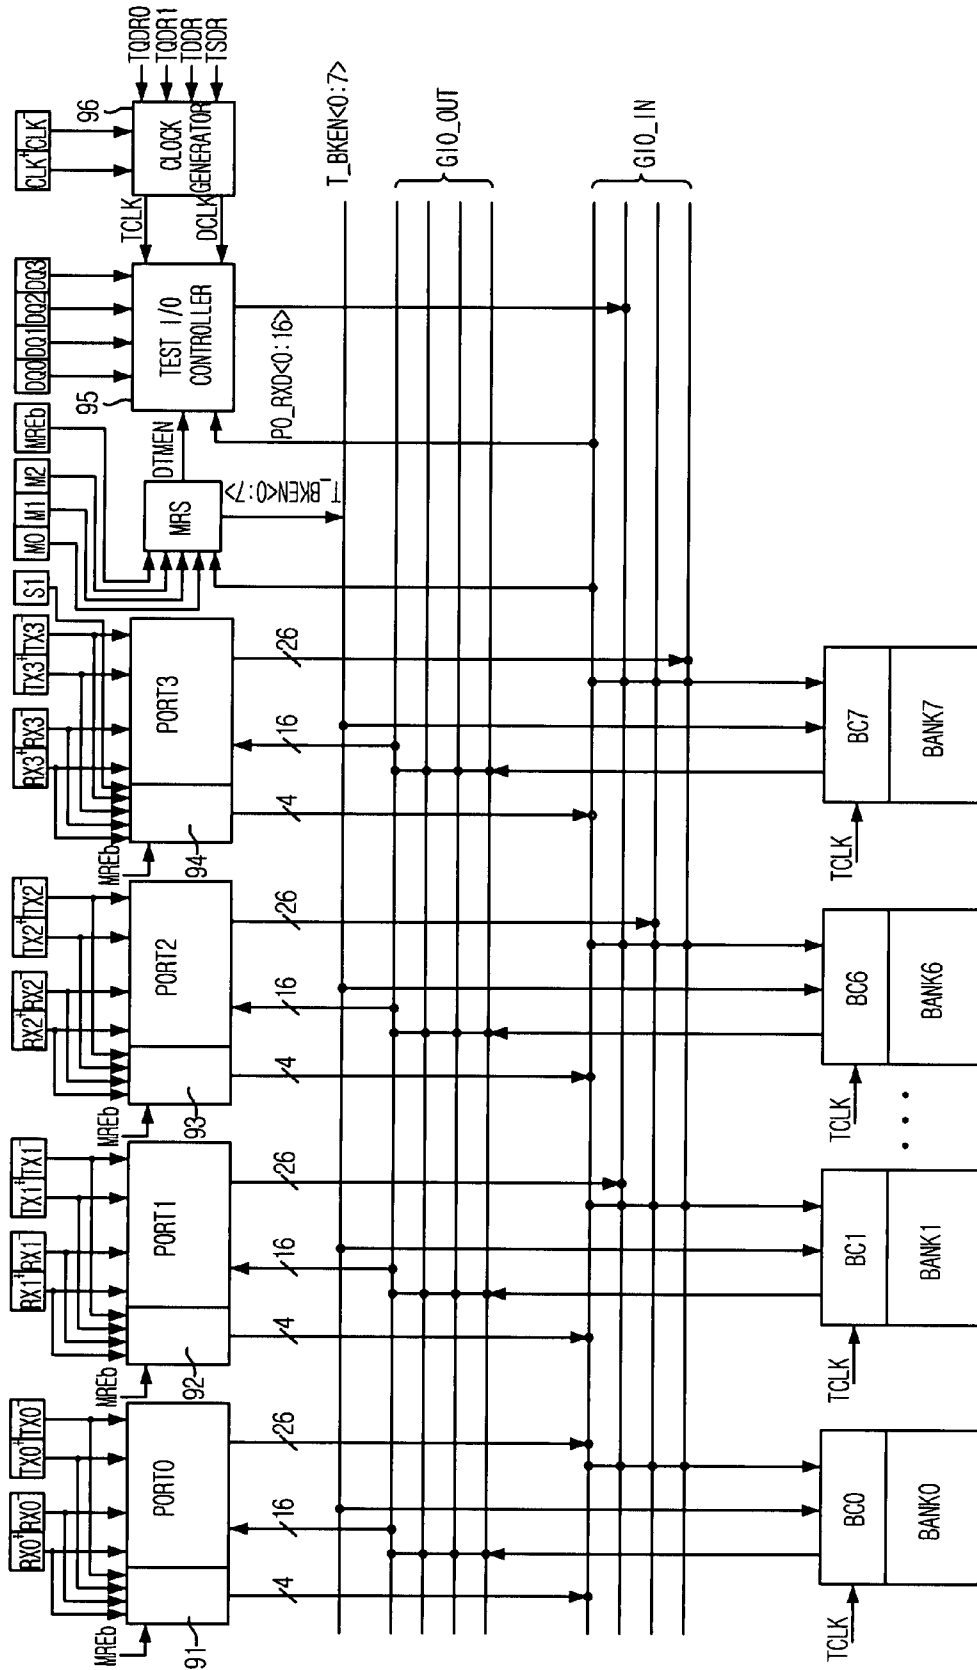 RX0⁺ RX0⁻ TX0⁺ TX0⁻ RX1⁺ RX1⁻ TX1⁺ TX1⁻ RX2⁺ RX2⁻ TX2⁺ TX2⁻ RX3⁺ RX3⁻ TX3⁺ TX3⁻ S1 M0 M1 M2 MREb DQ0 DQ1 DQ2 DQ3 CLK⁺ CLK⁻
MREb PORT0 91
MREb PORT1 92
MREb PORT2 93
MREb PORT3 94
MRS
DTMEN
T_BKEN<0:7>
95
TEST I/O
CONTROLLER
PO_RXD<0:16>
TCLK
DCLK
96
CLOCK
GENERATOR
TQDR0
TQDR1
TDDR
TSDR
4 16 26 4 16 26 4 16 26 4 16 26
T_BKEN<0:7>
GIO_OUT
GIO_IN
TCLK BC0 TCLK BC1 TCLK BC6 TCLK BC7
BANK0 BANK1 • • • BANK6 BANK7